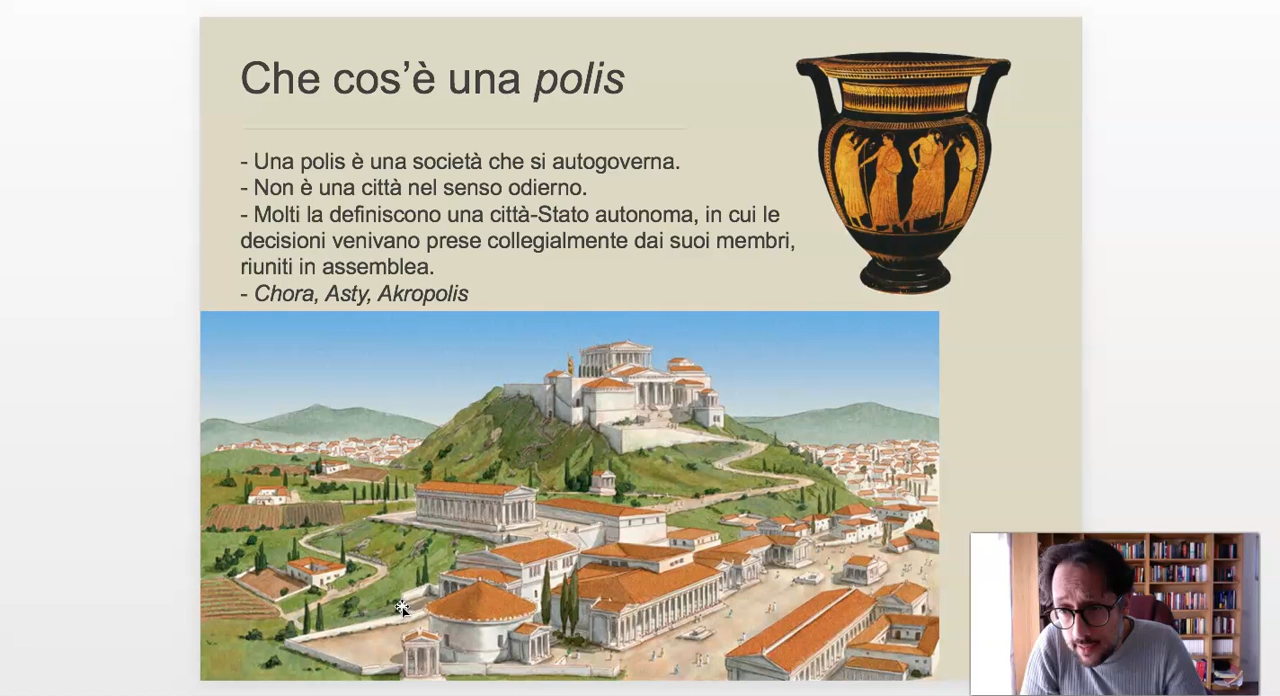 Che cos’è una polis
- Una polis è una società che si autogoverna.
- Non è una città nel senso odierno.
- Molti la definiscono una città-Stato autonoma, in cui le
decisioni venivano prese collegialmente dai suoi membri,
riuniti in assemblea.
- Chora, Asty, Akropolis